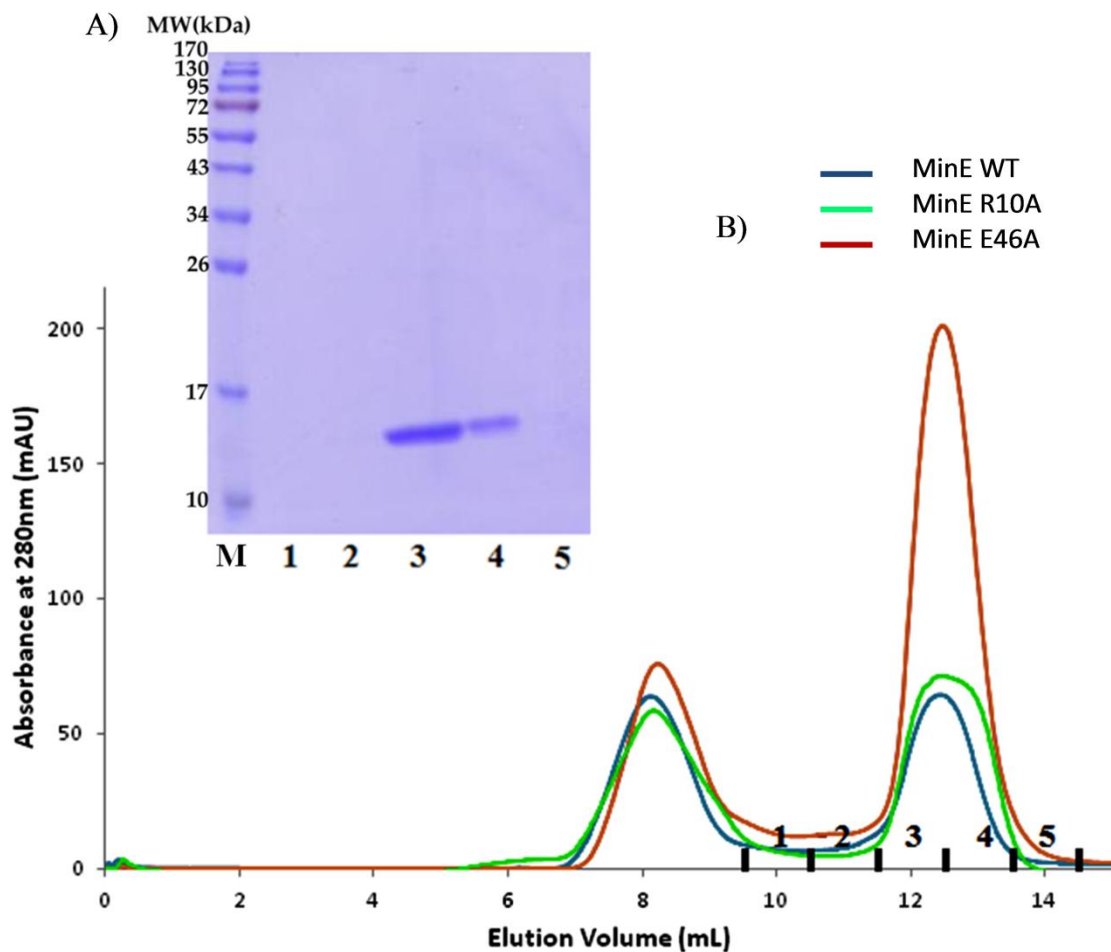 A) MW(kDa)
170
130
95
72
55
43
34
26
17
10
M 1 2 3 4 5
B)
MinE WT
MinE R10A
MinE E46A
Absorbance at 280nm (mAU)
200
150
100
50
0
1 2 3 4 5
0 2 4 6 8 10 12 14
Elution Volume (mL)